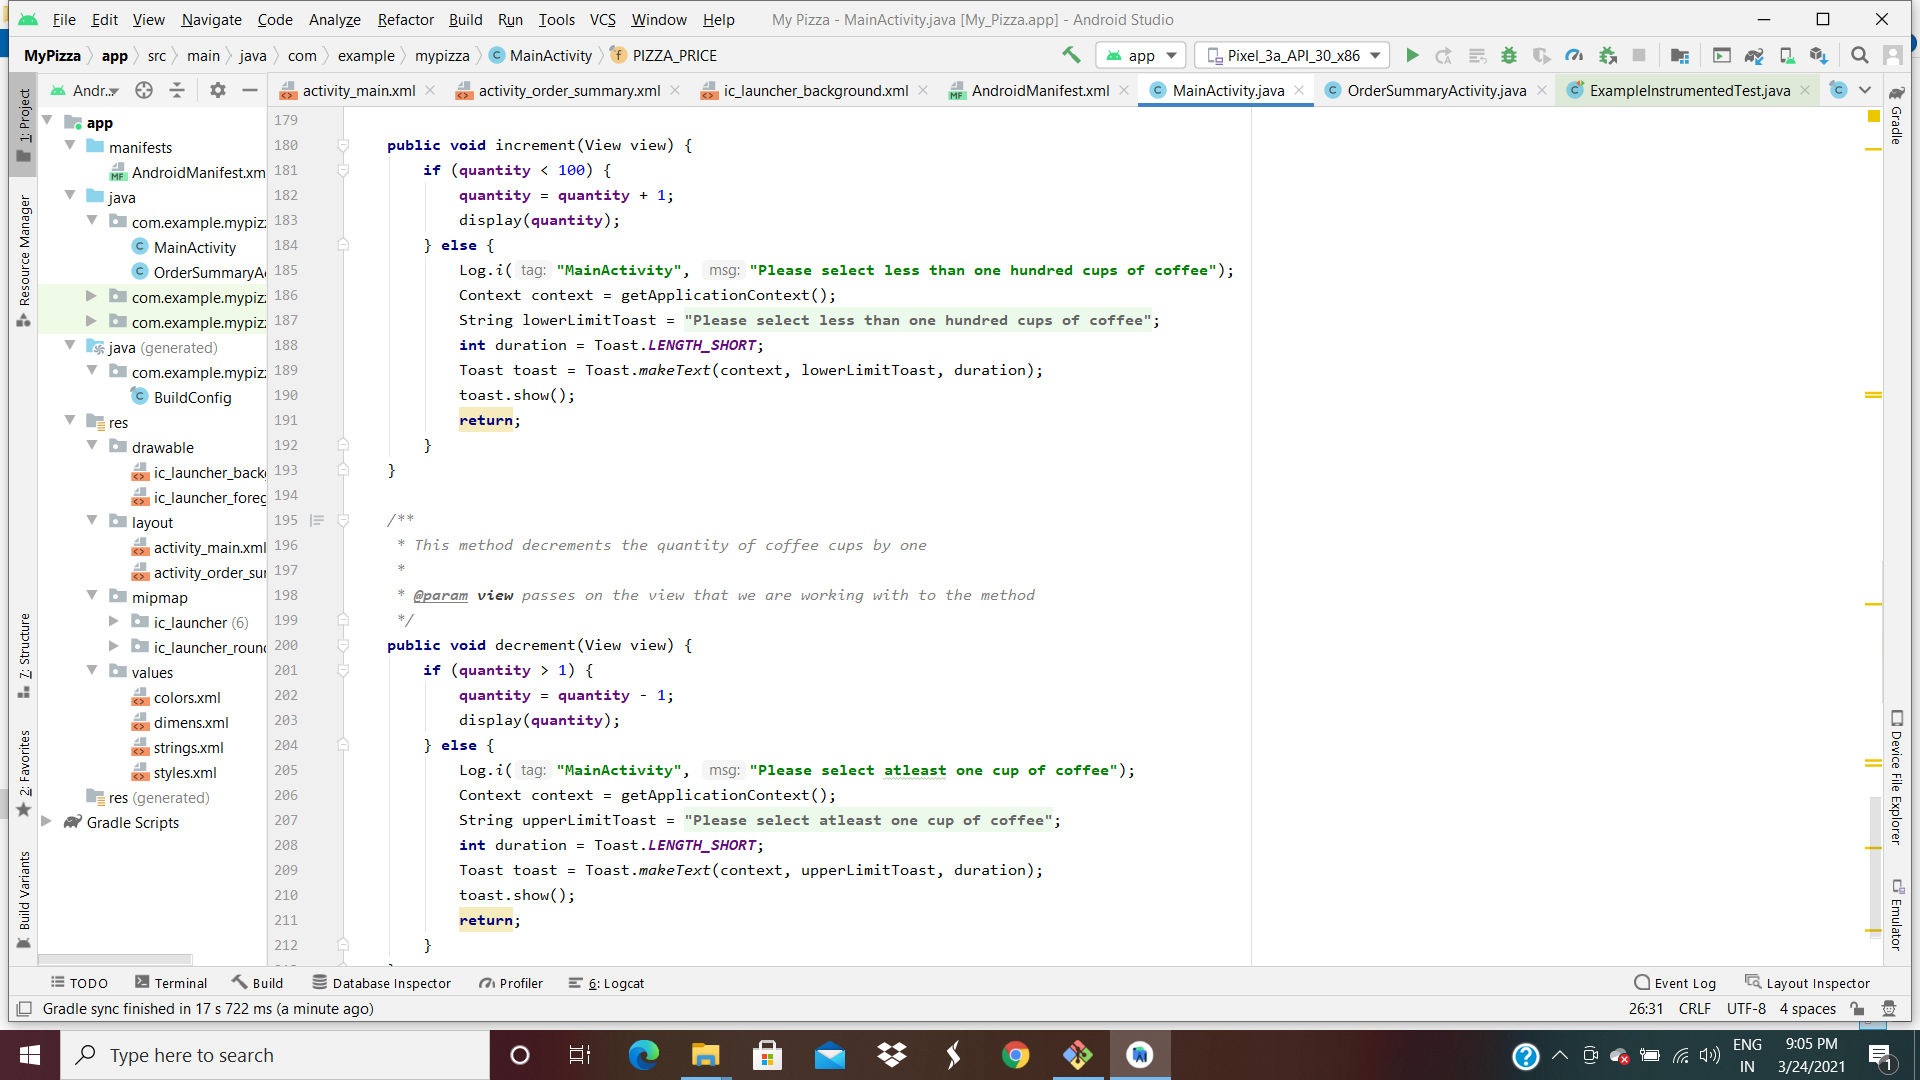 File Edit View Navigate Code Analyze Refactor Build Run Tools VCS Window Help My Pizza - MainActivity.java [My_Pizza.app] - Android Studio
MyPizza app src main java com example mypizza MainActivity PIZZA_PRICE app Pixel_3a_API_30_x86
Andr... activity_main.xml activity_order_summary.xml ic_launcher_background.xml AndroidManifest.xml MainActivity.java OrderSummaryActivity.java ExampleInstrumentedTest.java
1: Project
Resource Manager
7: Structure
2: Favorites
Build Variants
app
manifests
AndroidManifest.xm
java
com.example.mypiz
MainActivity
OrderSummaryA
com.example.mypiz
com.example.mypiz
java (generated)
com.example.mypiz
BuildConfig
res
drawable
ic_launcher_back
ic_launcher_foreg
layout
activity_main.xml
activity_order_su
mipmap
ic_launcher (6)
ic_launcher_roun
values
colors.xml
dimens.xml
strings.xml
styles.xml
res (generated)
Gradle Scripts
179
180 public void increment(View view) {
181 if (quantity < 100) {
182 quantity = quantity + 1;
183 display(quantity);
184 } else {
185 Log.i( tag: "MainActivity", msg: "Please select less than one hundred cups of coffee");
186 Context context = getApplicationContext();
187 String lowerLimitToast = "Please select less than one hundred cups of coffee";
188 int duration = Toast.LENGTH_SHORT;
189 Toast toast = Toast.makeText(context, lowerLimitToast, duration);
190 toast.show();
191 return;
192 }
193 }
194
195 /**
196 * This method decrements the quantity of coffee cups by one
197 *
198 * @param view passes on the view that we are working with to the method
199 */
200 public void decrement(View view) {
201 if (quantity > 1) {
202 quantity = quantity - 1;
203 display(quantity);
204 } else {
205 Log.i( tag: "MainActivity", msg: "Please select atleast one cup of coffee");
206 Context context = getApplicationContext();
207 String upperLimitToast = "Please select atleast one cup of coffee";
208 int duration = Toast.LENGTH_SHORT;
209 Toast toast = Toast.makeText(context, upperLimitToast, duration);
210 toast.show();
211 return;
212 }
Gradle
Device File Explorer
Emulator
TODO Terminal Build Database Inspector Profiler 6: Logcat Event Log Layout Inspector
Gradle sync finished in 17 s 722 ms (a minute ago) 26:31 CRLF UTF-8 4 spaces
Type here to search
ENG
IN
9:05 PM
3/24/2021
1